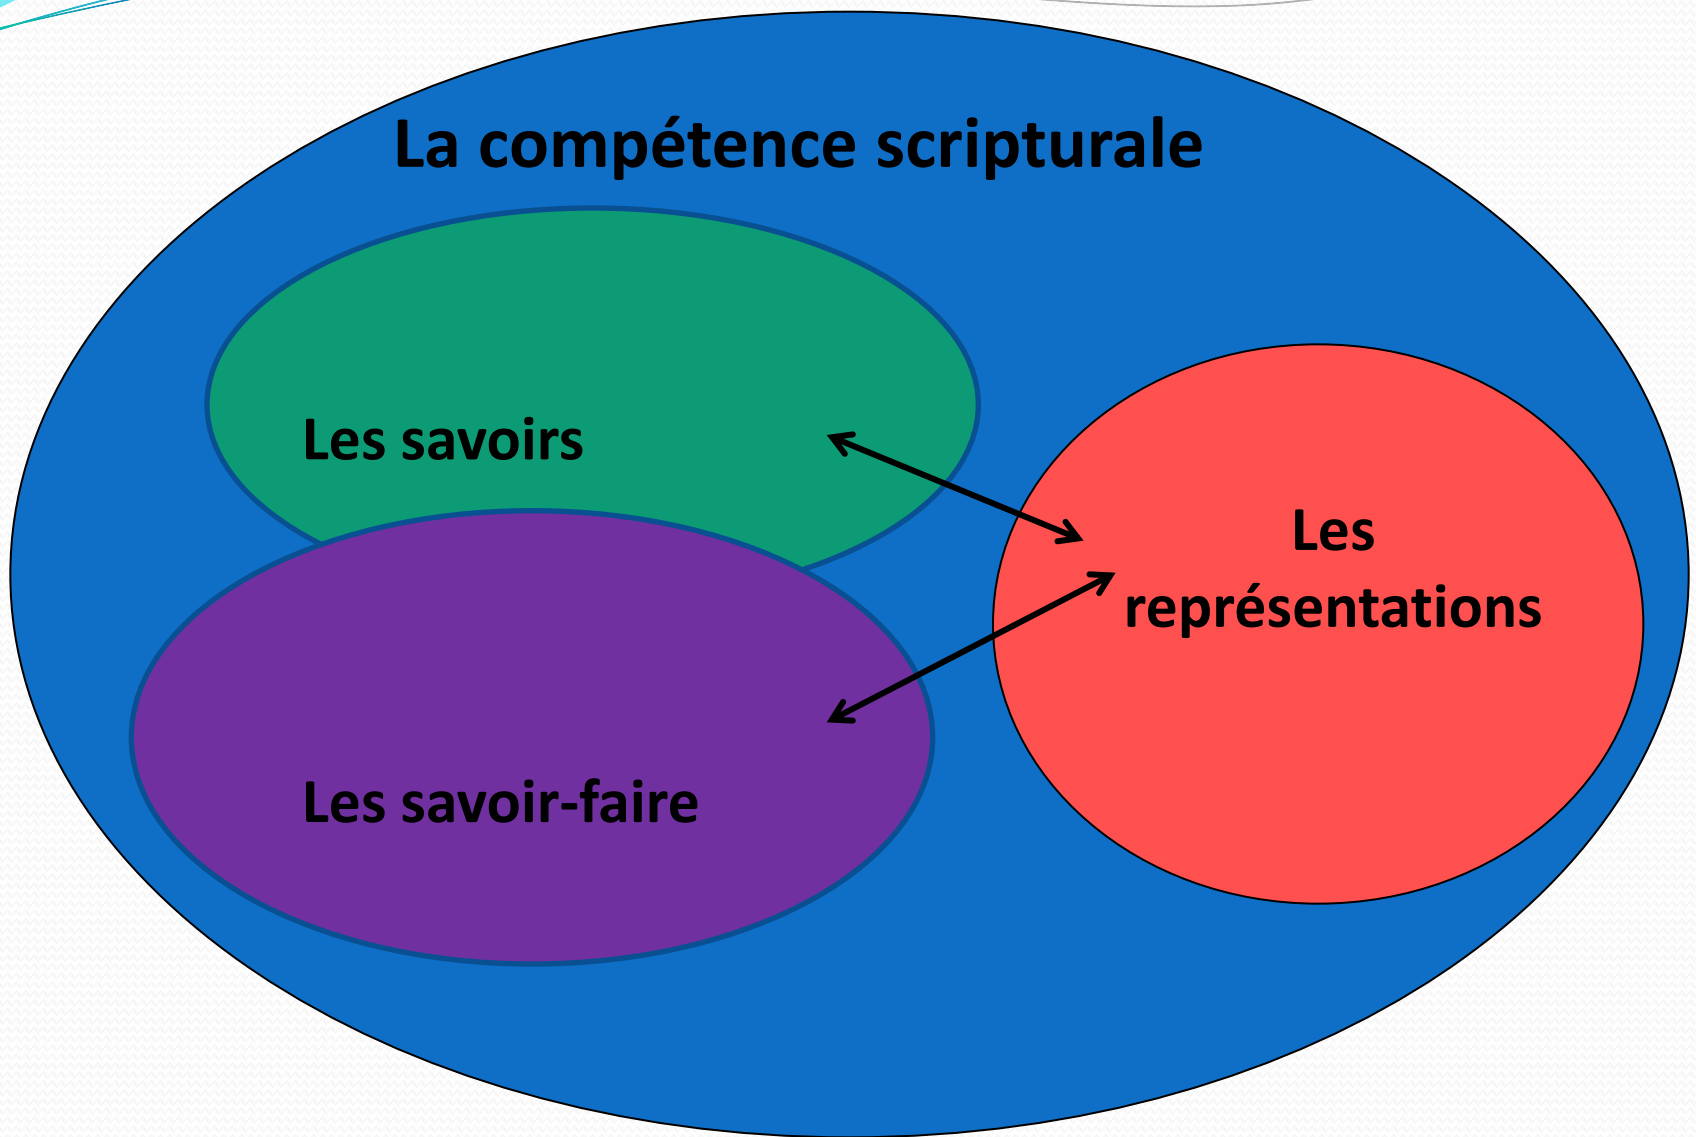 La compétence scripturale
Les savoirs
Les
représentations
Les savoir-faire